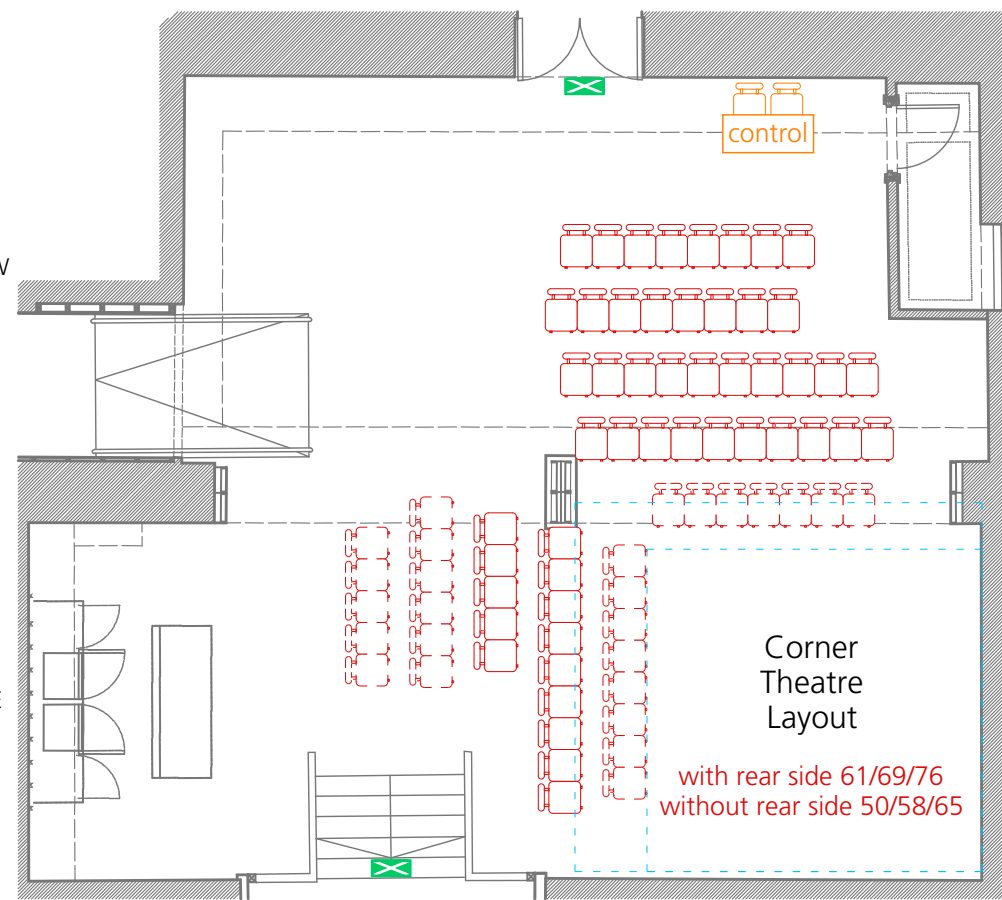 control
W
Corner
Theatre
Layout
with rear side 61/69/76
without rear side 50/58/65